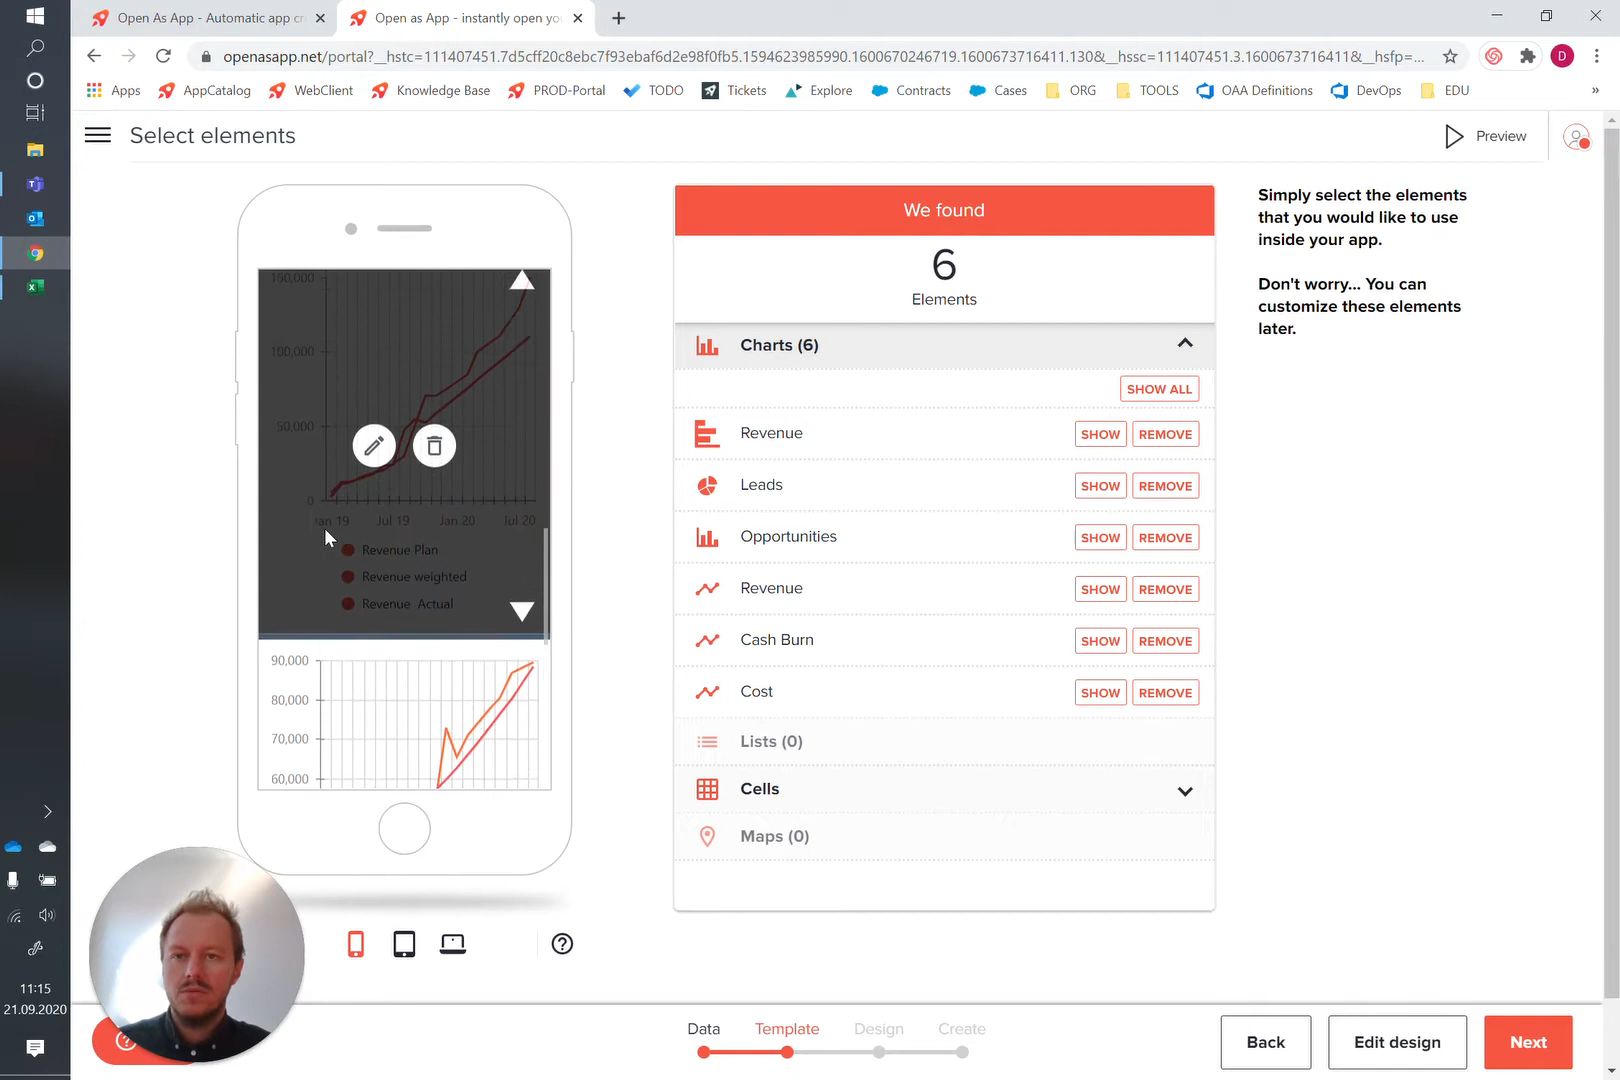 Open As App - Automatic app cr
Open as App - instantly open yo
openasapp.net/portal?__hstc=111407451.7d5cff20c8ebc7f93ebaf6d2e98f0fb5.1594623985990.1600670246719.1600673716411.130&__hssc=111407451.3.1600673716411&__hsfp=...
D
Apps
AppCatalog
WebClient
Knowledge Base
PROD-Portal
TODO
Tickets
Explore
Contracts
Cases
ORG
TOOLS
OAA Definitions
DevOps
EDU
»
Select elements
Preview
150,000
100,000
50,000
0
Jan 19
Jul 19
Jan 20
Jul 20
Revenue Plan
Revenue weighted
Revenue Actual
90,000
80,000
70,000
60,000
We found
6
Elements
Charts (6)
SHOW ALL
Revenue
SHOW
REMOVE
Leads
SHOW
REMOVE
Opportunities
SHOW
REMOVE
Revenue
SHOW
REMOVE
Cash Burn
SHOW
REMOVE
Cost
SHOW
REMOVE
Lists (0)
Cells
Maps (0)
Simply select the elements
that you would like to use
inside your app.
Don't worry... You can
customize these elements
later.
Data
Template
Design
Create
Back
Edit design
Next
11:15
21.09.2020